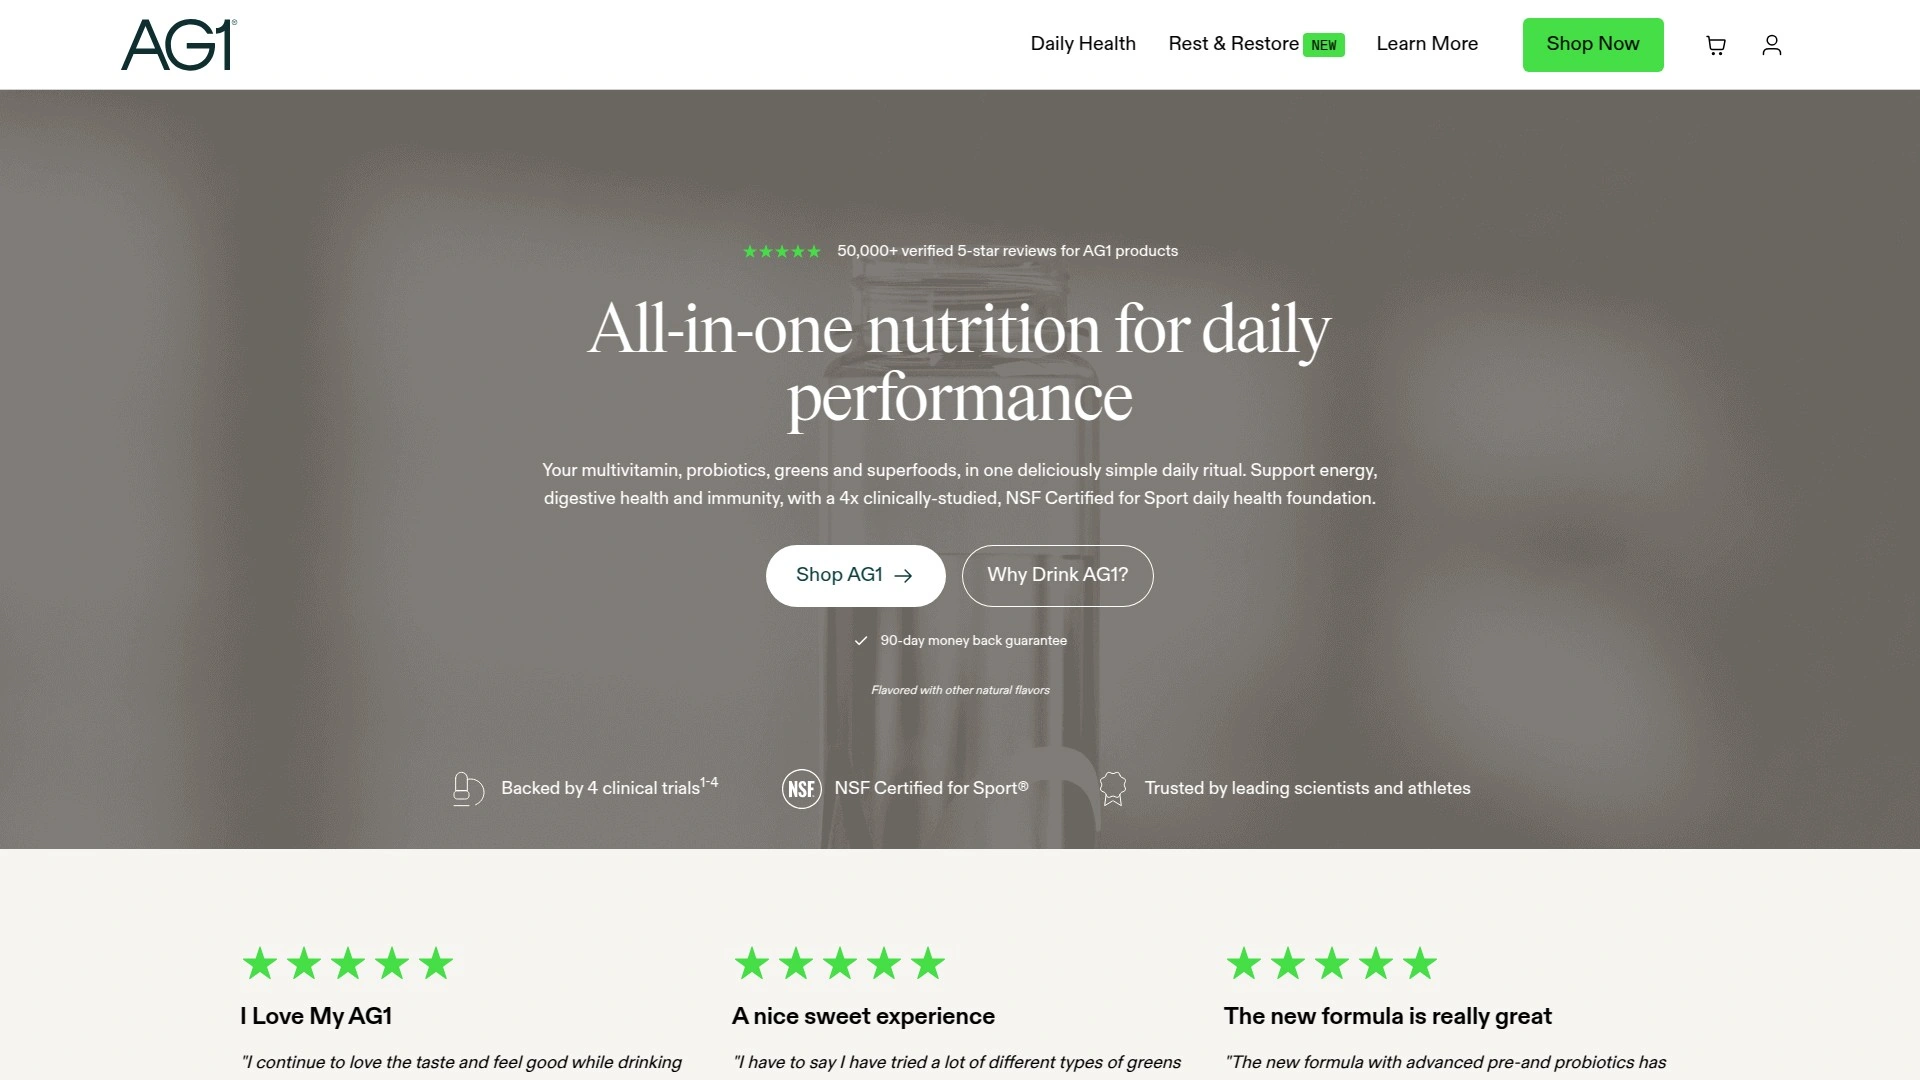 AG1®
Daily Health
Rest & Restore NEW
Learn More
Shop Now
50,000+ verified 5-star reviews for AG1 products
All-in-one nutrition for daily
performance
Your multivitamin, probiotics, greens and superfoods, in one deliciously simple daily ritual. Support energy,
digestive health and immunity, with a 4x clinically-studied, NSF Certified for Sport daily health foundation.
Shop AG1
Why Drink AG1?
90-day money back guarantee
Flavored with other natural flavors
Backed by 4 clinical trials1-4
NSF
NSF Certified for Sport®
Trusted by leading scientists and athletes
I Love My AG1
"I continue to love the taste and feel good while drinking
A nice sweet experience
"I have to say I have tried a lot of different types of greens
The new formula is really great
"The new formula with advanced pre-and probiotics has